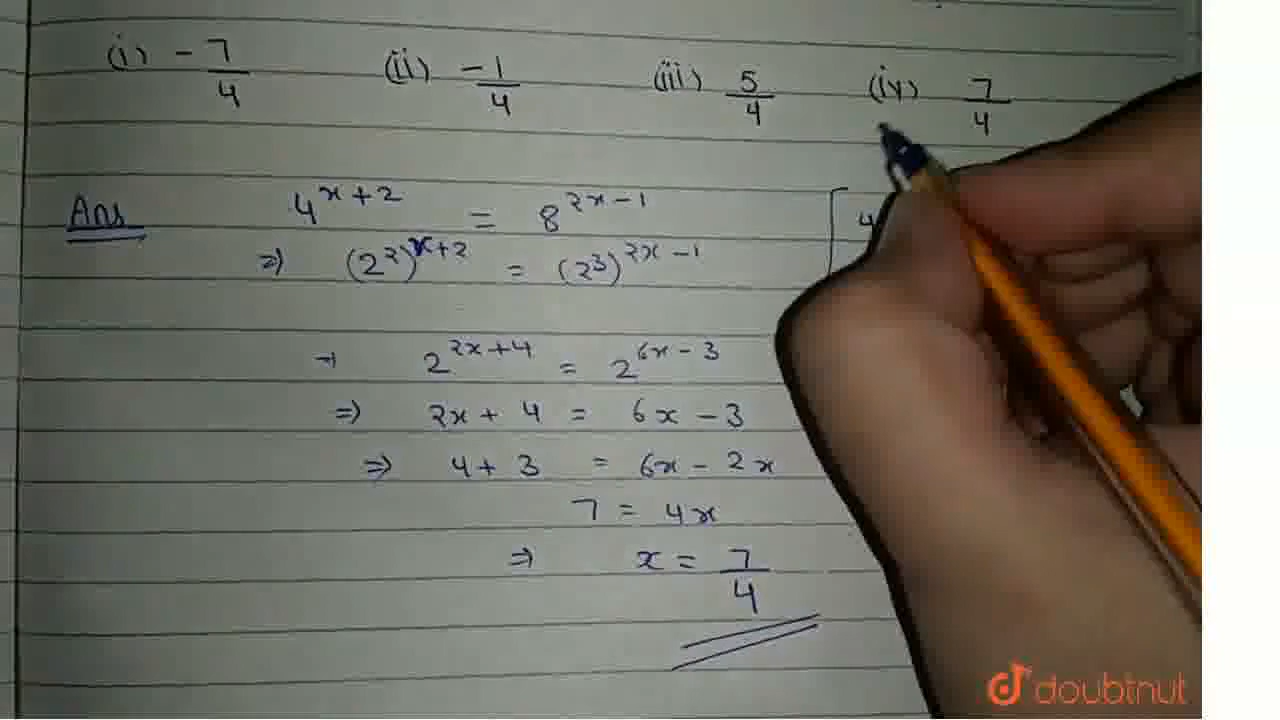 (i) -7/4 (ii) -1/4 (iii) 5/4 (iv) 7/4
Ans 4^(x+2) = 8^(2x-1) [4
⇒ (2^2)^(x+2) = (2^3)^(2x-1)
⇒ 2^(2x+4) = 2^(6x-3)
⇒ 2x + 4 = 6x - 3
⇒ 4 + 3 = 6x - 2x
7 = 4x
⇒ x = 7/4
doubtnut